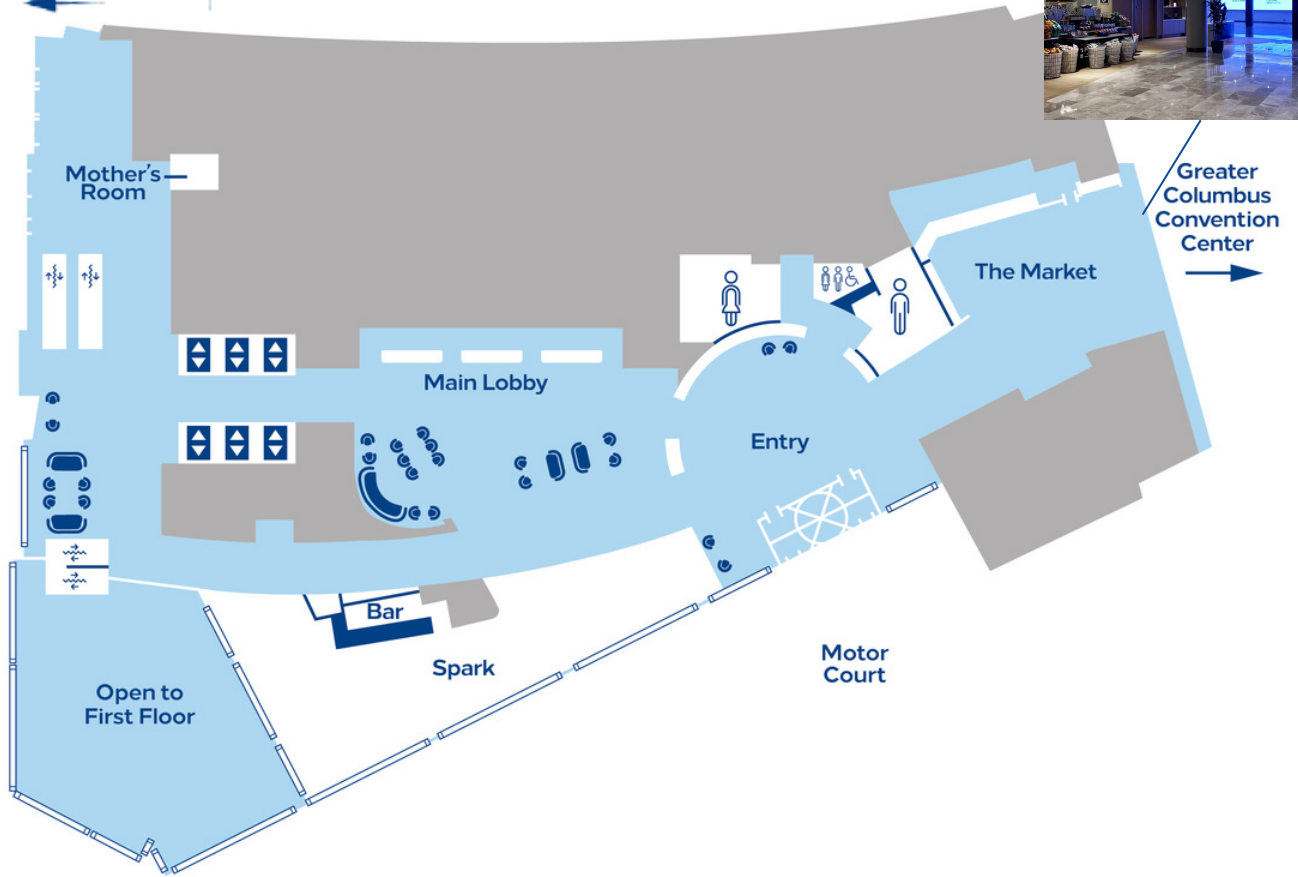 Mother's
Room
Greater
Columbus
Convention
Center
The Market
Main Lobby
Entry
Bar
Spark
Motor
Court
Open to
First Floor